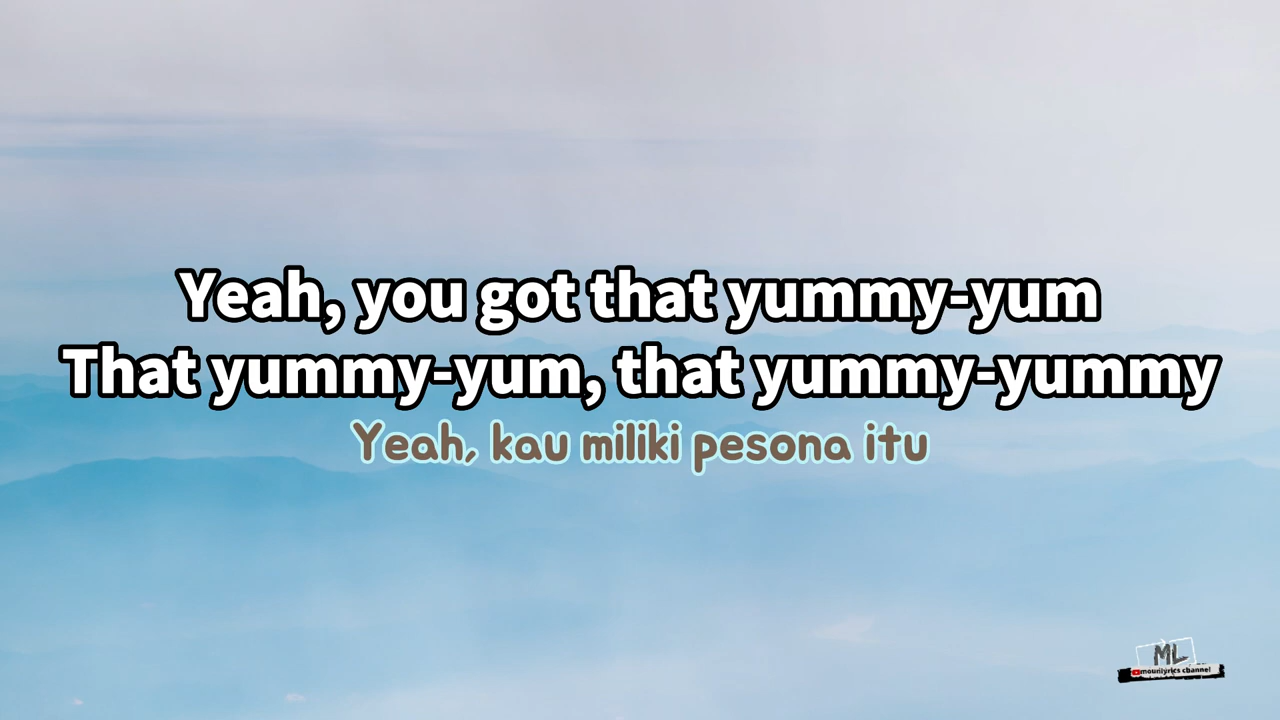 Yeah, you got that yummy-yum
That yummy-yum, that yummy-yummy
Yeah, kau miliki pesona itu
ML
mounlyrics channel